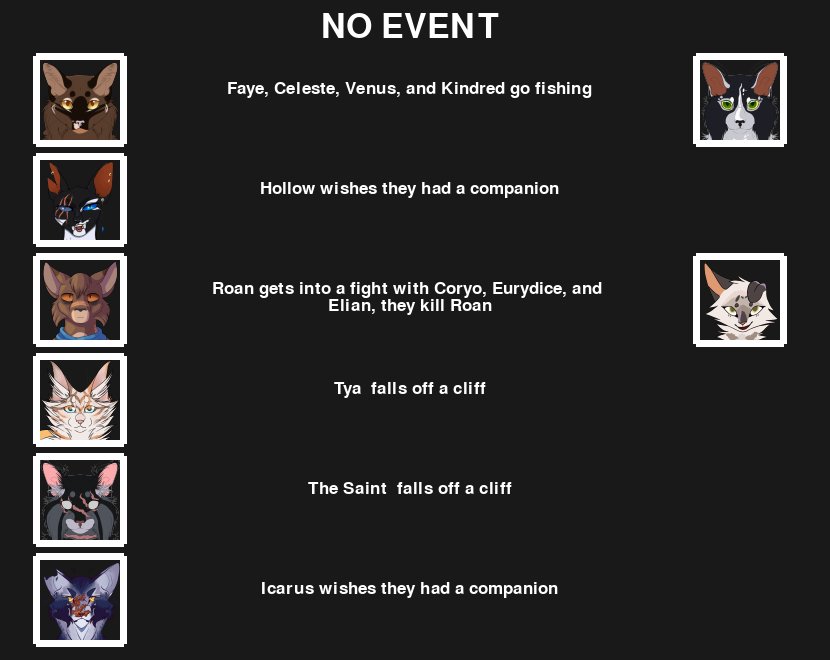 NO EVENT
Faye, Celeste, Venus, and Kindred go fishing
Hollow wishes they had a companion
Roan gets into a fight with Coryo, Eurydice, and
Elian, they kill Roan
Tya  falls off a cliff
The Saint  falls off a cliff
Icarus wishes they had a companion